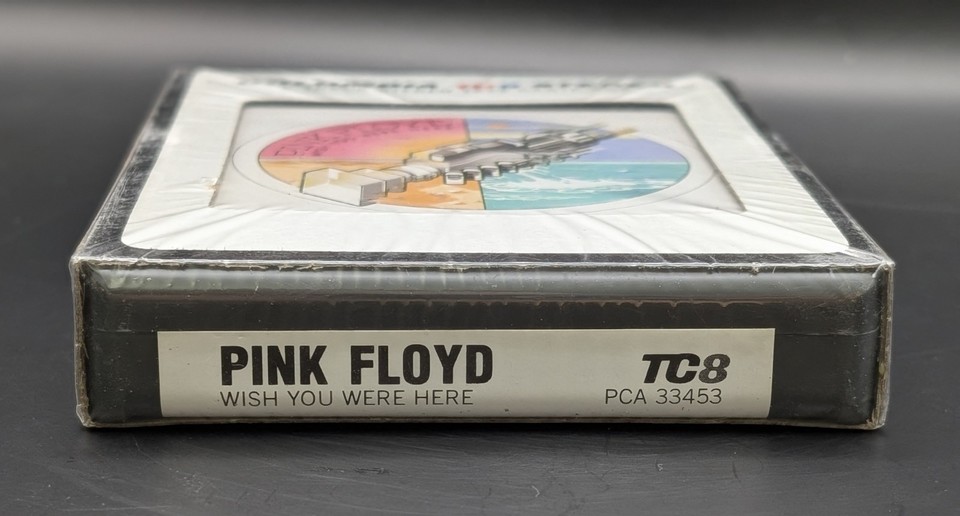 PINK FLOYD
WISH YOU WERE HERE
TC8
PCA 33453